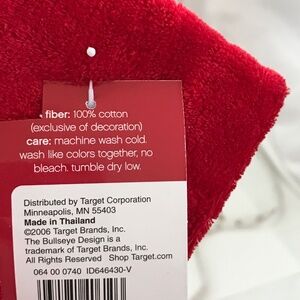 fiber: 100% cotton
(exclusive of decoration)
care: machine wash cold.
wash like colors together, no
bleach. tumble dry low.
Distributed by Target Corporation
Minneapolis, MN 55403
Made in Thailand
©2006 Target Brands, Inc.
The Bullseye Design is a
trademark of Target Brands, Inc.
All Rights Reserved Shop Target.com
064 00 0740 ID646430-V